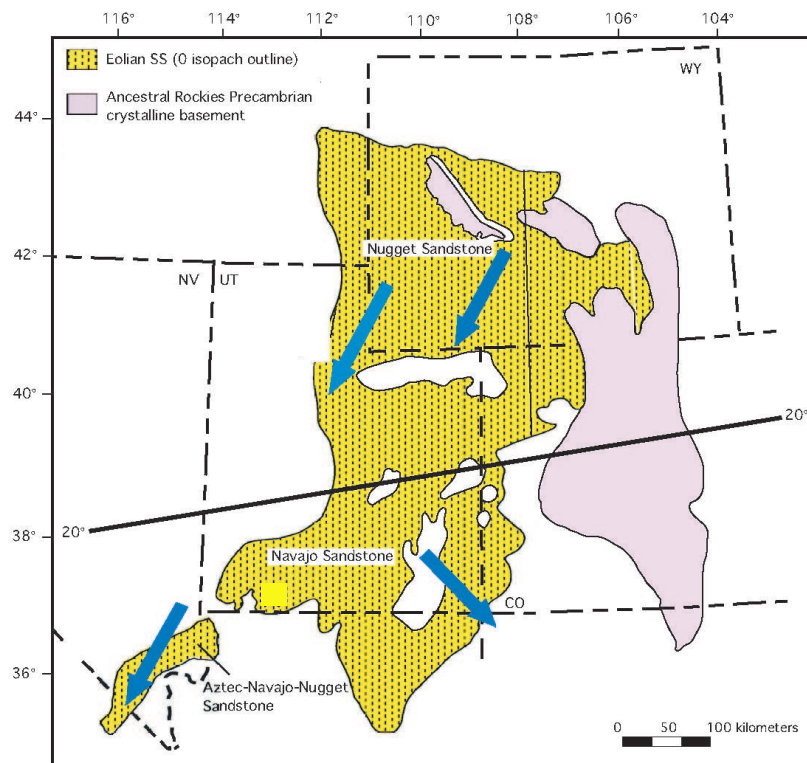 116° 114° 112° 110° 108° 106° 104°
Eolian SS (0 isopach outline)
WY
Ancestral Rockies Precambrian
crystalline basement
44°
Nugget Sandstone
42°
NV UT
40°
20°
38°
20°
Navajo Sandstone
CO
36°
Aztec-Navajo-Nugget
Sandstone
0 50 100 kilometers